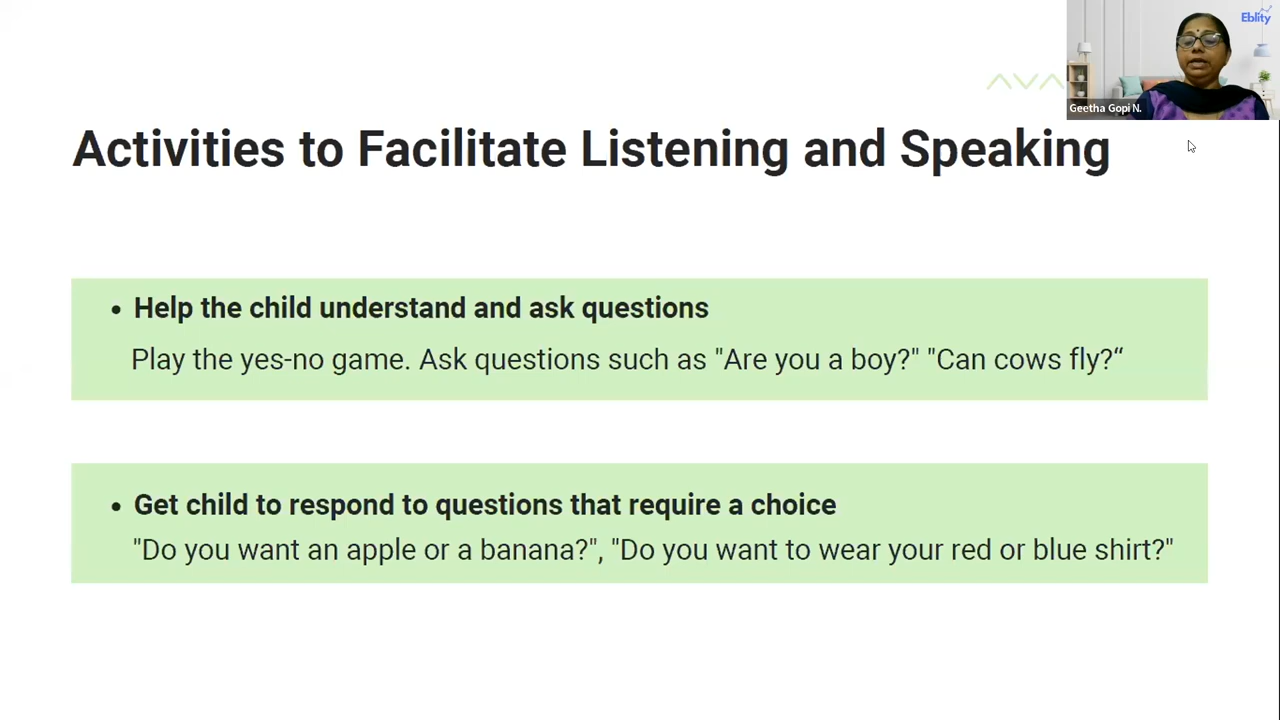 Eblity
Geetha Gopi N.
Activities to Facilitate Listening and Speaking
• Help the child understand and ask questions
Play the yes-no game. Ask questions such as "Are you a boy?" "Can cows fly?“
• Get child to respond to questions that require a choice
"Do you want an apple or a banana?", "Do you want to wear your red or blue shirt?"